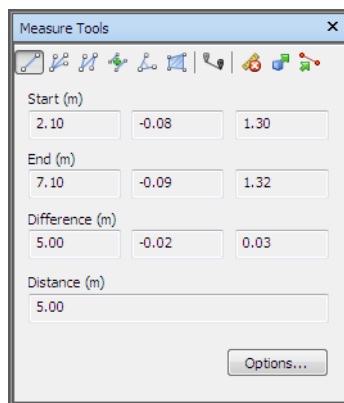 Measure Tools
Start (m)
2.10 -0.08 1.30
End (m)
7.10 -0.09 1.32
Difference (m)
5.00 -0.02 0.03
Distance (m)
5.00
Options...